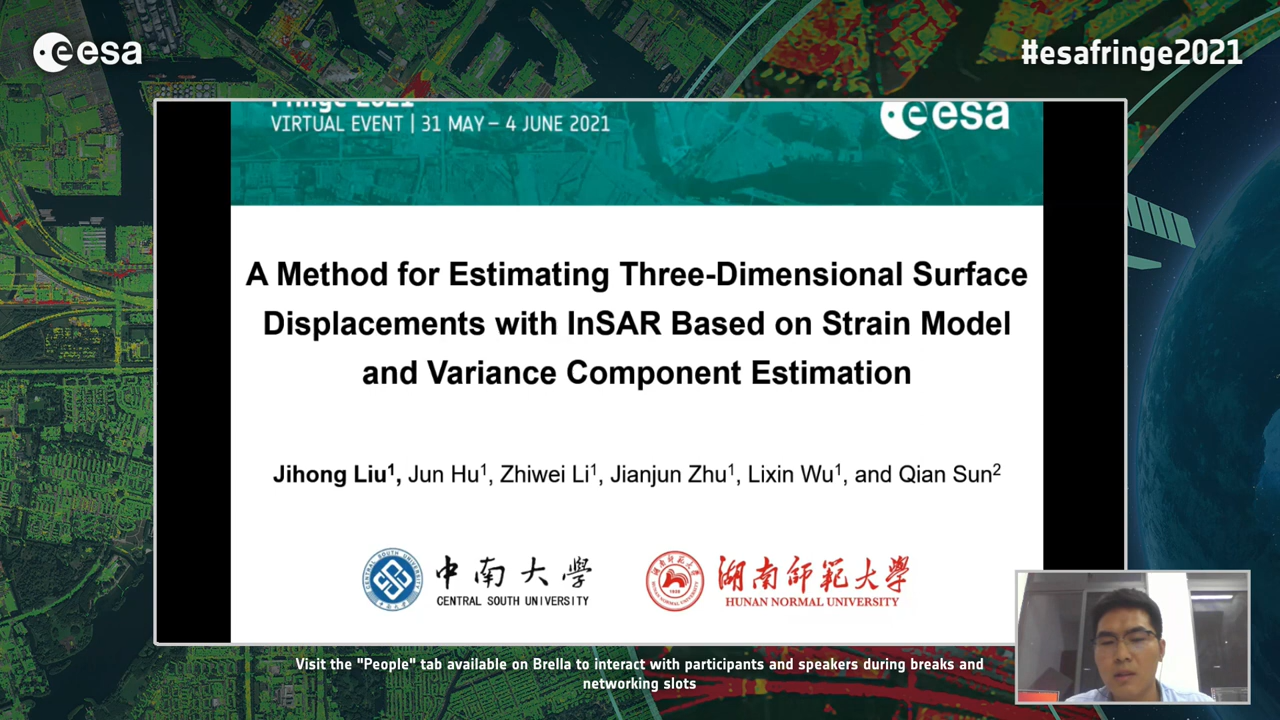 esa
#esafringe2021
Fringe 2021
VIRTUAL EVENT | 31 MAY – 4 JUNE 2021
esa
A Method for Estimating Three-Dimensional Surface
Displacements with InSAR Based on Strain Model
and Variance Component Estimation
Jihong Liu¹, Jun Hu¹, Zhiwei Li¹, Jianjun Zhu¹, Lixin Wu¹, and Qian Sun²
中南大學
CENTRAL SOUTH UNIVERSITY
湖南師範大學
HUNAN NORMAL UNIVERSITY
Visit the "People" tab available on Brella to interact with participants and speakers during breaks and
networking slots